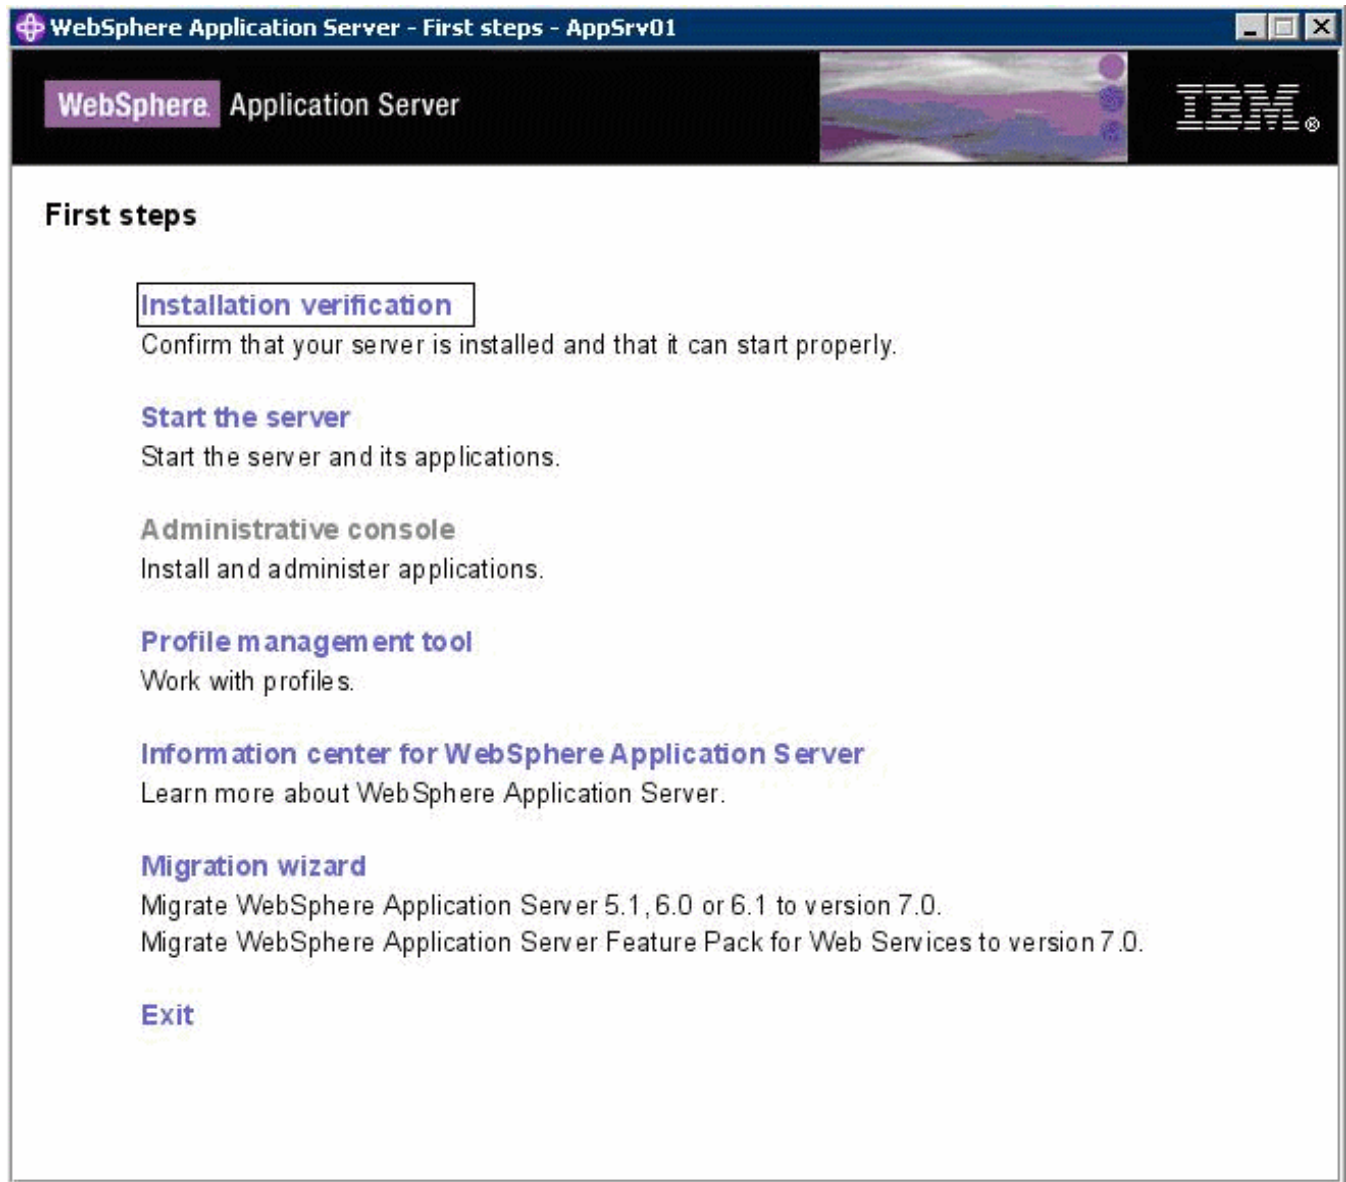 WebSphere Application Server - First steps - AppSrv01
WebSphere. Application Server
IBM®
First steps
Installation verification
Confirm that your server is installed and that it can start properly.
Start the server
Start the server and its applications.
Administrative console
Install and administer applications.
Profile management tool
Work with profiles.
Information center for WebSphere Application Server
Learn more about WebSphere Application Server.
Migration wizard
Migrate WebSphere Application Server 5.1, 6.0 or 6.1 to version 7.0.
Migrate WebSphere Application Server Feature Pack for Web Services to version 7.0.
Exit